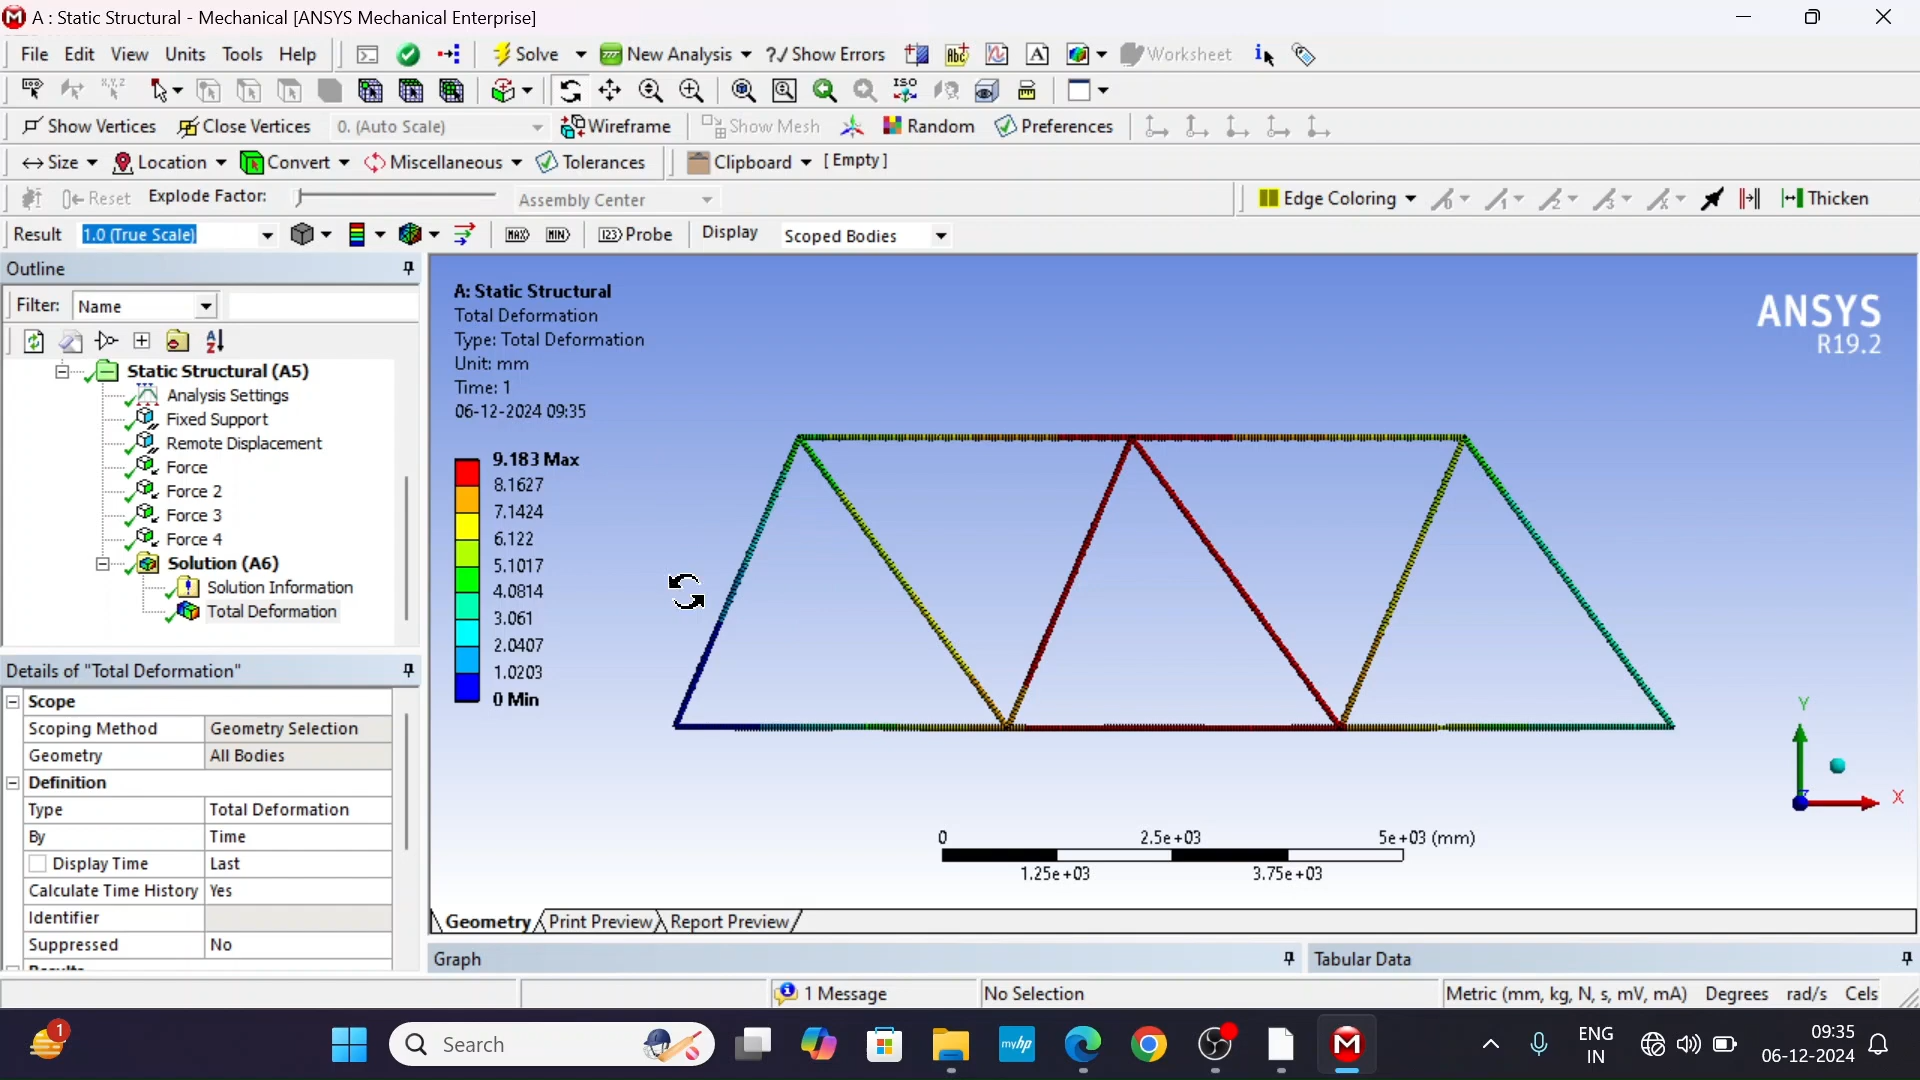 A : Static Structural - Mechanical [ANSYS Mechanical Enterprise]
File Edit View Units Tools Help Solve New Analysis ?/ Show Errors Worksheet
Show Vertices Close Vertices 0. (Auto Scale) Wireframe Show Mesh Random Preferences
Size Location Convert Miscellaneous Tolerances Clipboard [ Empty ]
Reset Explode Factor: Assembly Center Edge Coloring Thicken
Result 1.0 (True Scale) MAX MIN Probe Display Scoped Bodies
Outline
Filter: Name
Static Structural (A5)
Analysis Settings
Fixed Support
Remote Displacement
Force
Force 2
Force 3
Force 4
Solution (A6)
Solution Information
Total Deformation
Details of "Total Deformation"
Scope
Scoping Method Geometry Selection
Geometry All Bodies
Definition
Type Total Deformation
By Time
Display Time Last
Calculate Time History Yes
Identifier
Suppressed No
A: Static Structural
Total Deformation
Type: Total Deformation
Unit: mm
Time: 1
06-12-2024 09:35
9.183 Max
8.1627
7.1424
6.122
5.1017
4.0814
3.061
2.0407
1.0203
0 Min
ANSYS
R19.2
Y
X
0 2.5e+03 5e+03 (mm)
1.25e+03 3.75e+03
Geometry Print Preview Report Preview
Graph Tabular Data
1 Message No Selection Metric (mm, kg, N, s, mV, mA) Degrees rad/s Cels
1 Search myhp M ENG
IN
09:35
06-12-2024